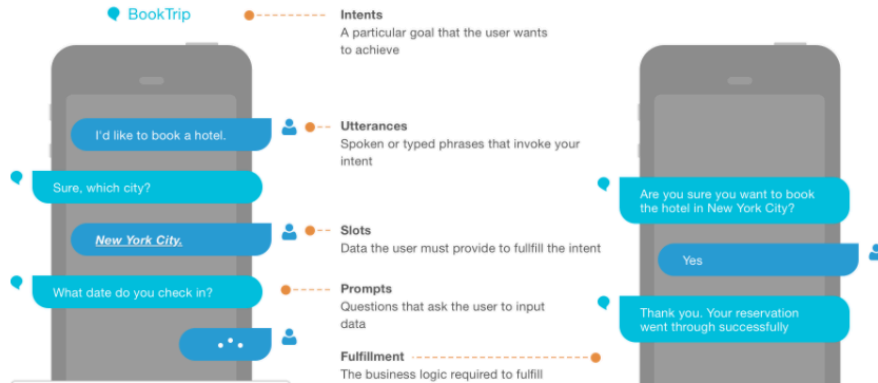 BookTrip
Intents
A particular goal that the user wants
to achieve
I'd like to book a hotel.
Utterances
Spoken or typed phrases that invoke your
intent
Sure, which city?
New York City.
Slots
Data the user must provide to fullfill the intent
What date do you check in?
Prompts
Questions that ask the user to input
data
Fulfillment
The business logic required to fulfill
Are you sure you want to book
the hotel in New York City?
Yes
Thank you. Your reservation
went through successfully